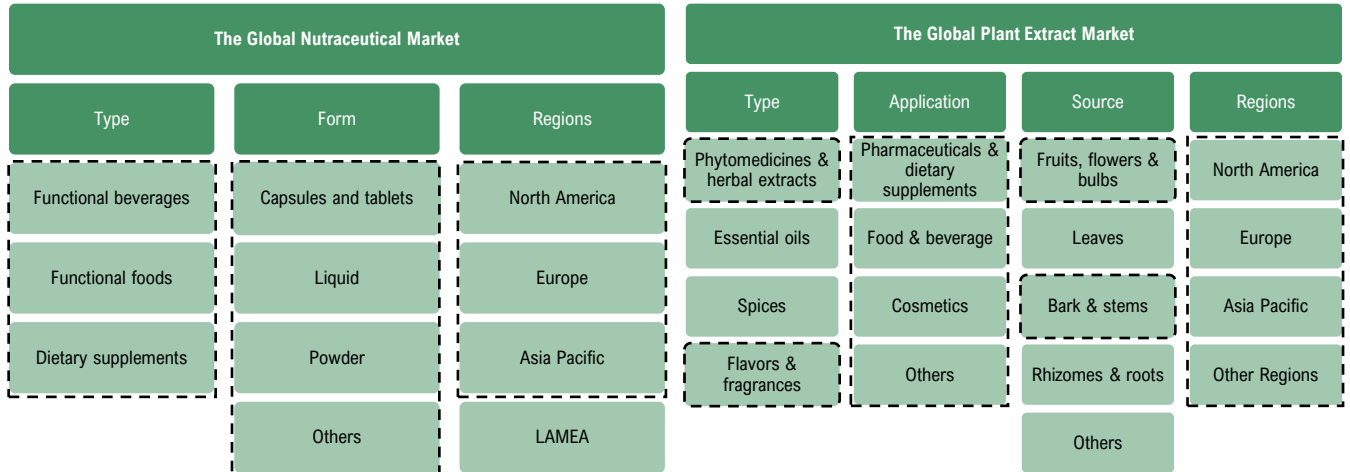 The Global Nutraceutical Market
Type
Form
Regions
Functional beverages
Capsules and tablets
North America
Functional foods
Liquid
Europe
Dietary supplements
Powder
Asia Pacific
Others
LAMEA
The Global Plant Extract Market
Type
Application
Source
Regions
Phytomedicines &
herbal extracts
Pharmaceuticals &
dietary
supplements
Fruits, flowers &
bulbs
North America
Essential oils
Food & beverage
Leaves
Europe
Spices
Cosmetics
Bark & stems
Asia Pacific
Flavors &
fragrances
Others
Rhizomes & roots
Other Regions
Others